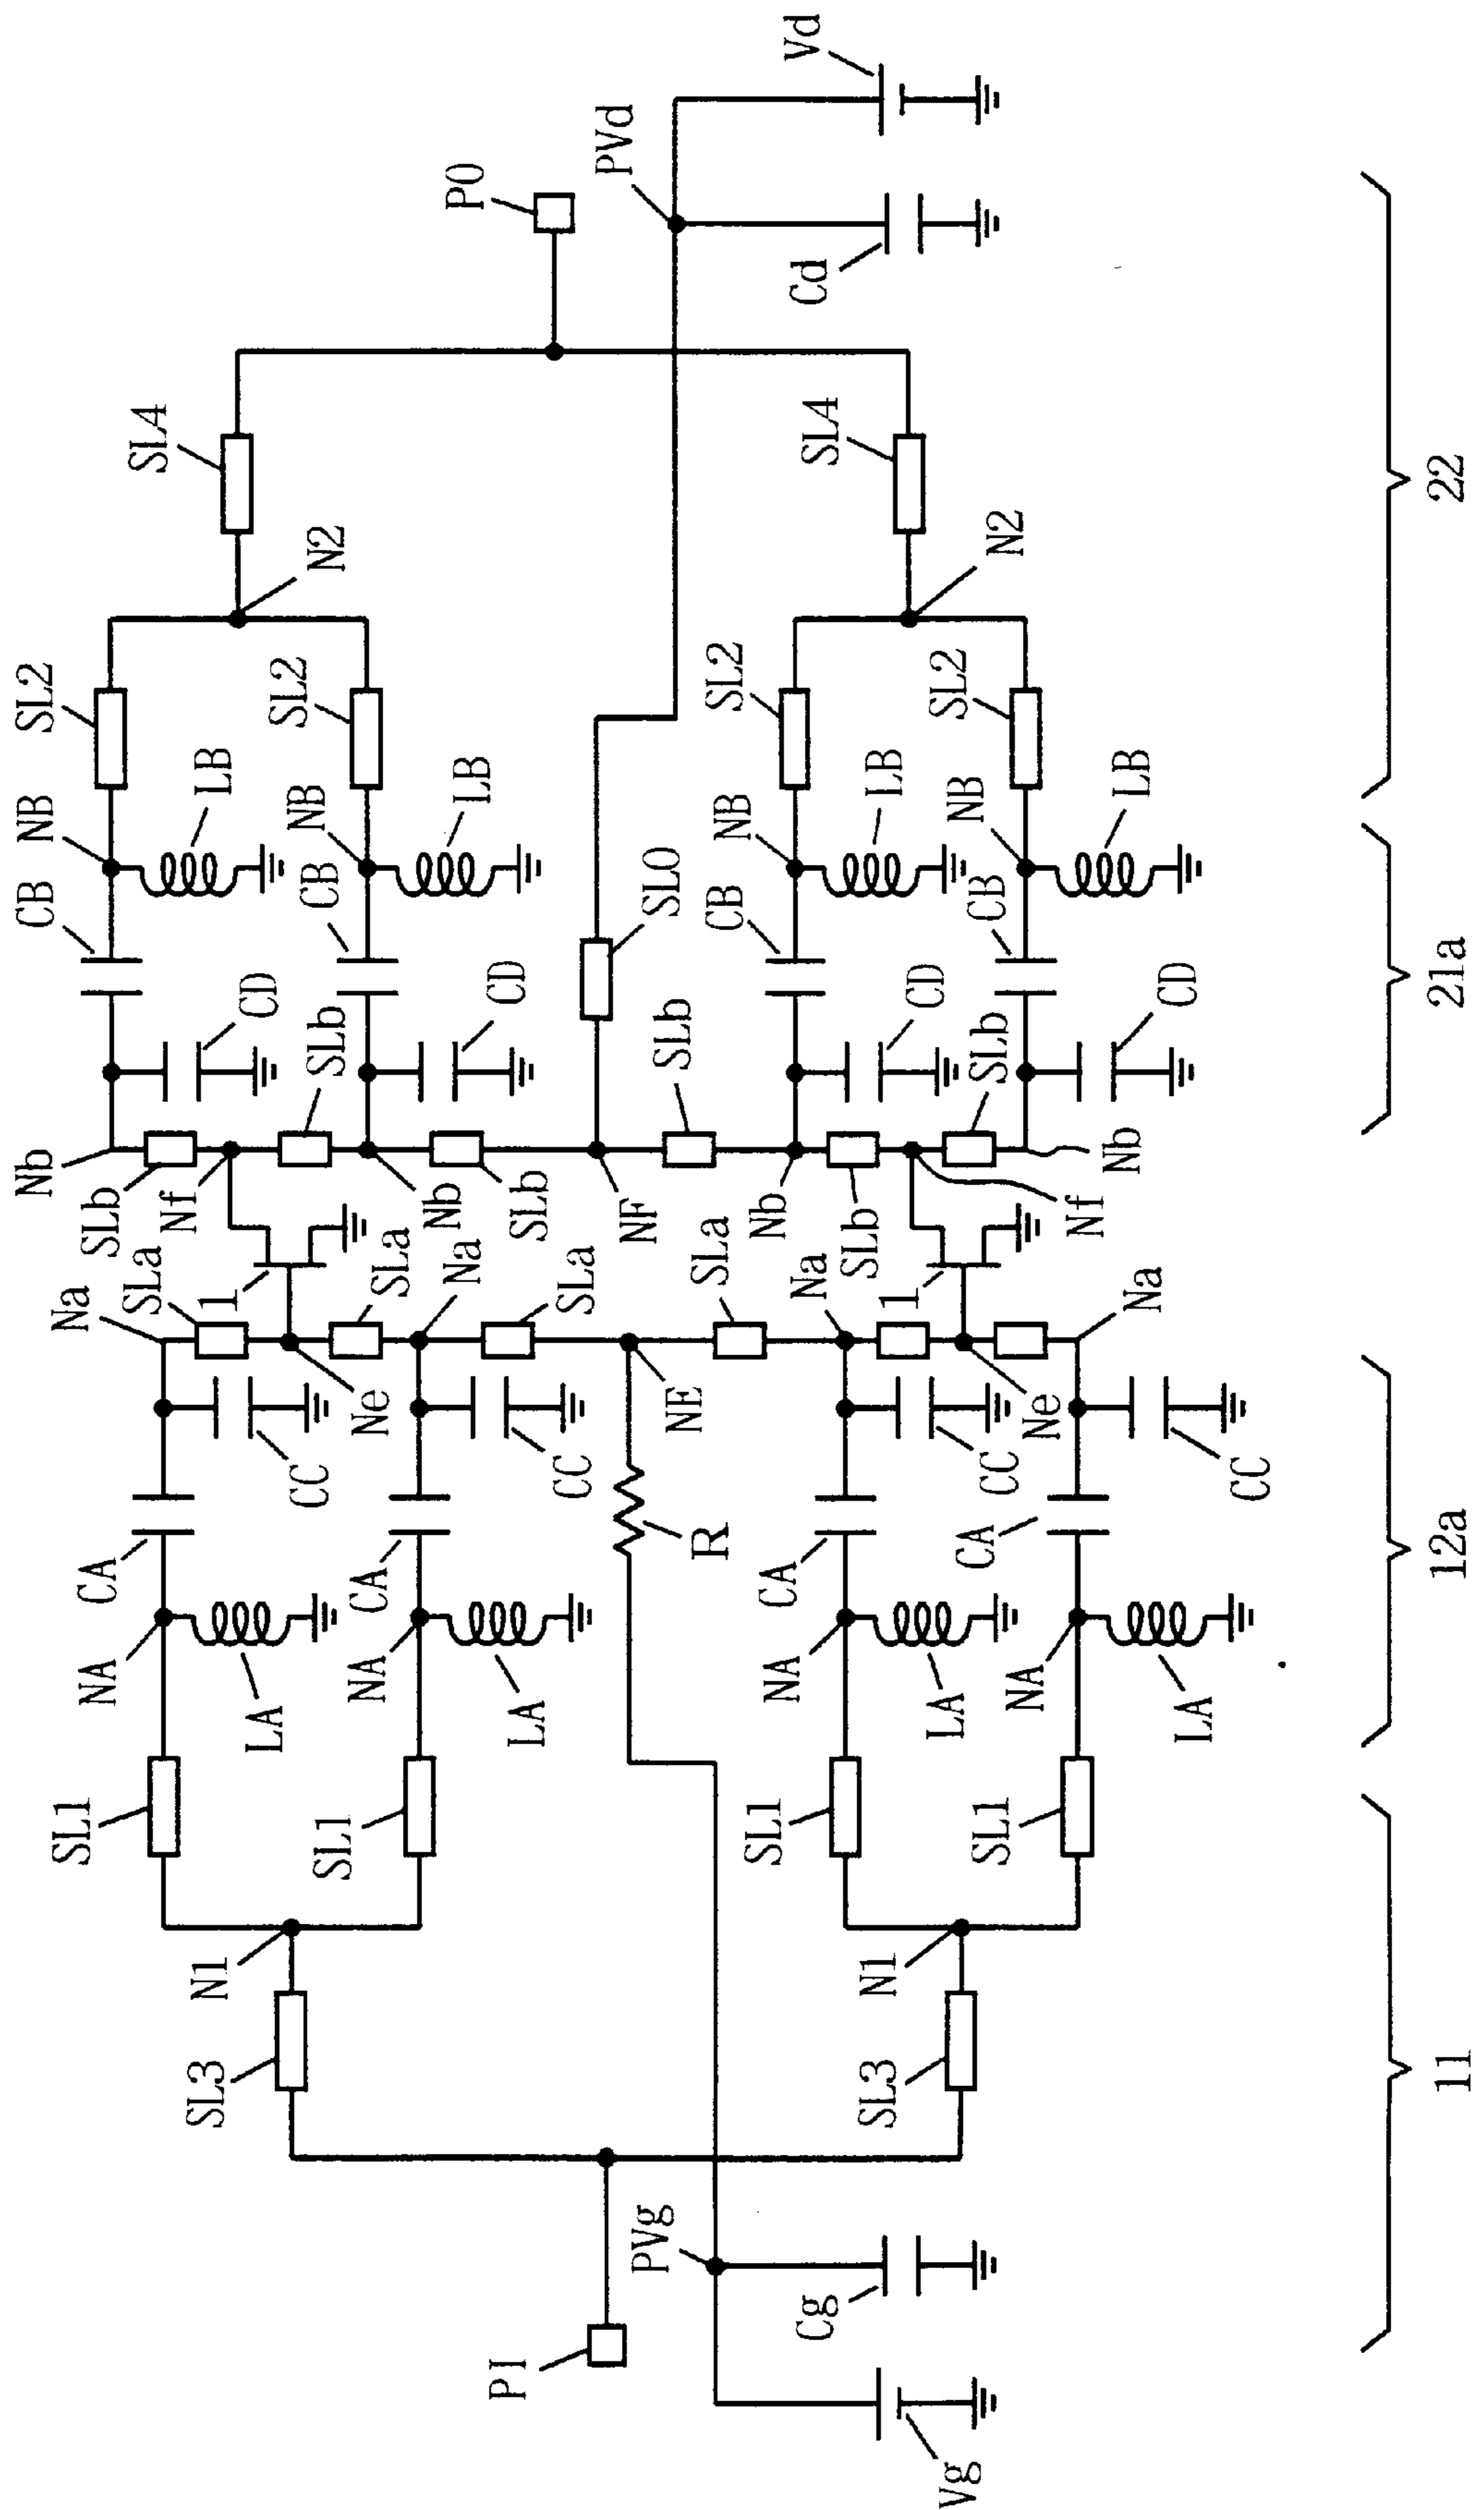 Nb CB NB SL2
SL1 Na
NA CA SLb
SLa SL4
Nf
SL3 N1 1 LB
LA CD
SL2
CC NB
SL1 SLb CB N2
NA CA Ne
SLa
Nb
Na LB PO
PI LA CD
SLb
CC SLa
PVd
NF
PVg SLO
NE SLb
R SLa
CB NB SL2
SL1 NA CA Nb
Na Cd Vd
Cg SL4
SLb
SL3 N1 LB
1
CD
LA SL2
Vg NB
CA CB
SL1 CC SLb
N2
NA Ne
Nf
Nb LB
Na
CD
LA
CC
11 12a 21a 22